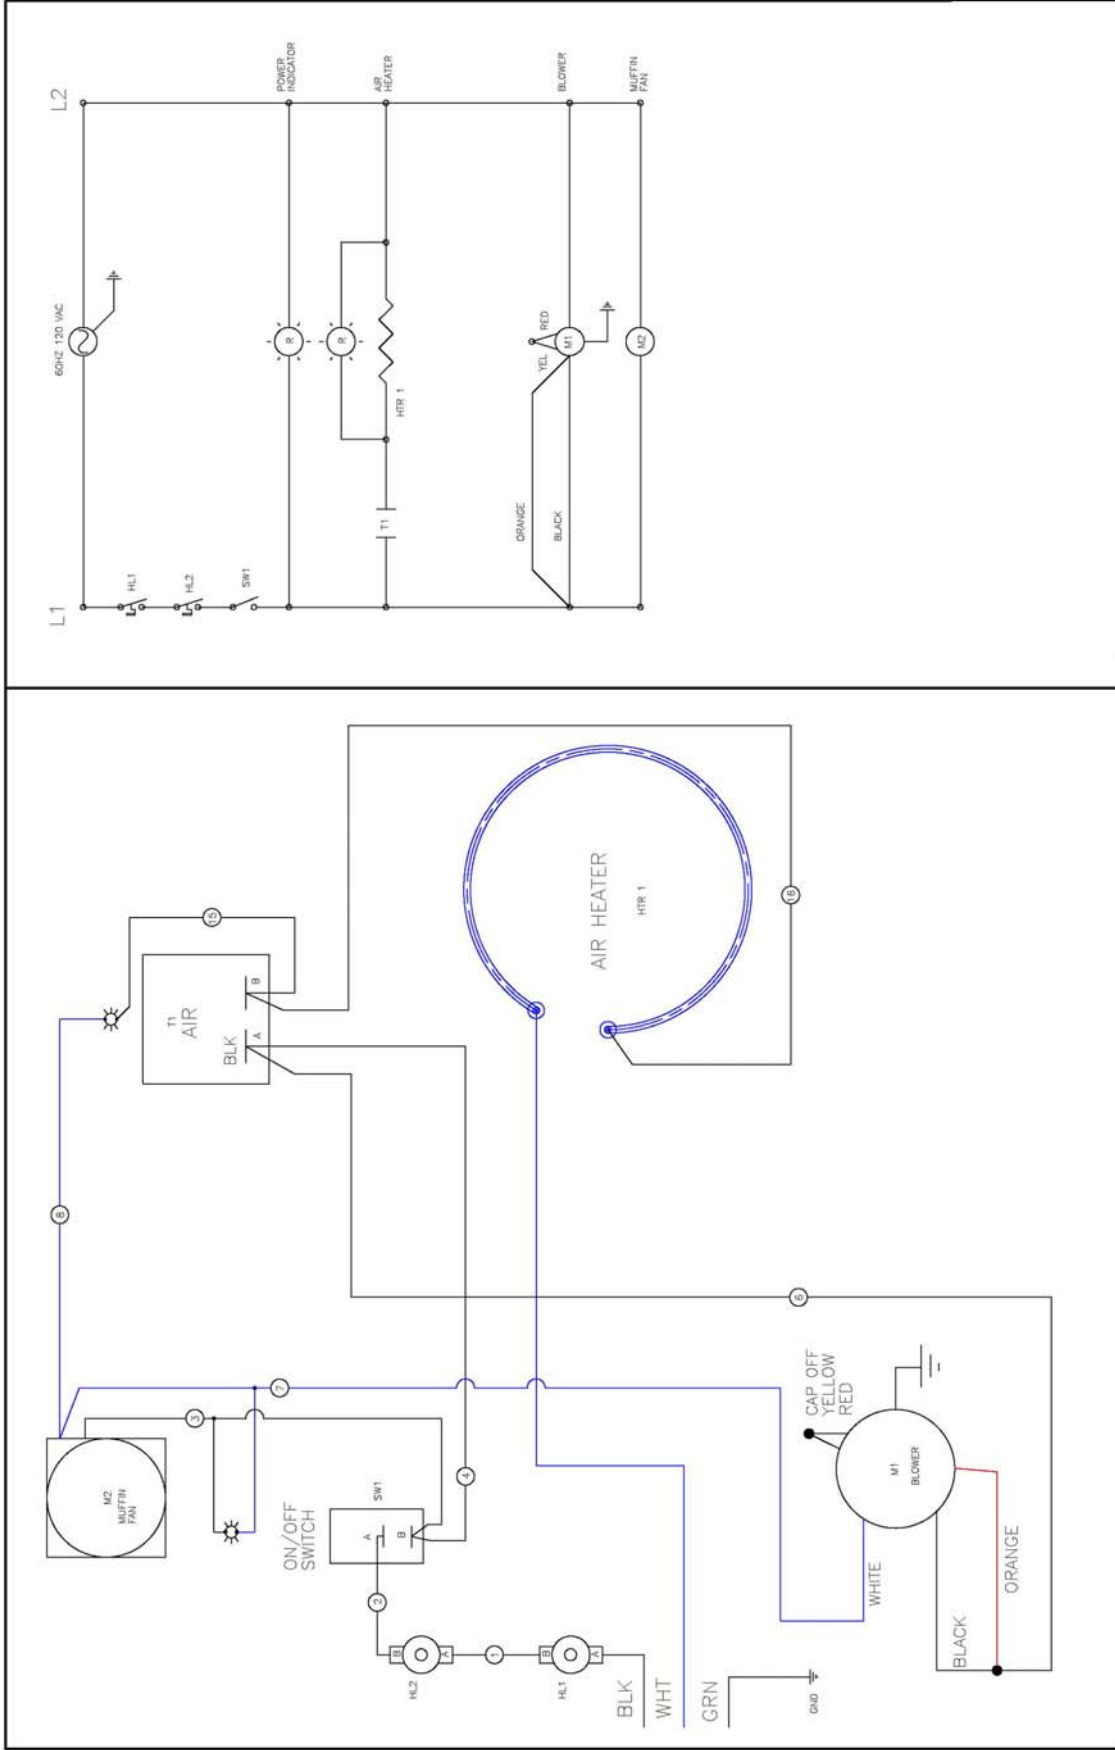 L1
L2
60HZ 120 VAC
HL1
HL2
SW1
POWER
INDICATOR
R
AIR
HEATER
R
T1
HTR 1
BLOWER
ORANGE
BLACK
YEL
RED
M1
MUFFIN
FAN
M2
M2
MUFFIN
FAN
8
15
T1
AIR
BLK
A
B
3
7
ON/OFF
SWITCH
SW1
A
B
2
4
HL2
B
A
1
HL1
B
A
BLK
WHT
GRN
GND
AIR HEATER
HTR 1
16
6
CAP OFF
YELLOW
RED
M1
BLOWER
WHITE
BLACK
ORANGE